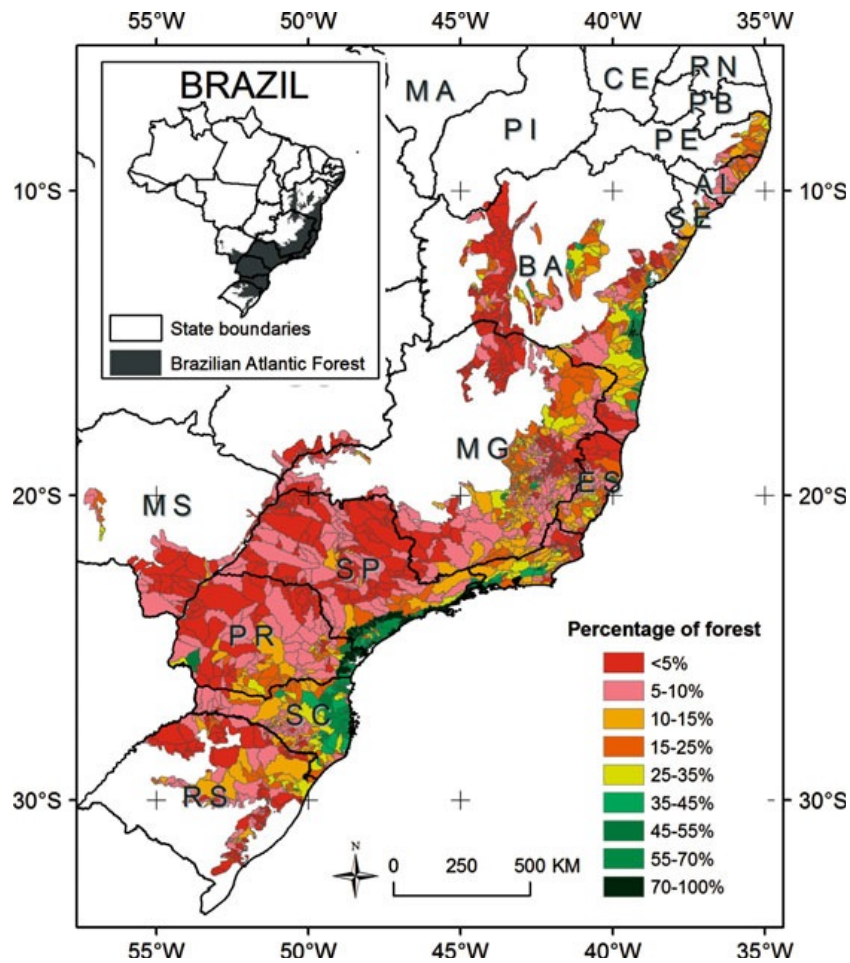 55°W 50°W 45°W 40°W 35°W
BRAZIL
State boundaries
Brazilian Atlantic Forest
MA
CE
RN
PB
PI
PE
10°S
AL
10°S
SE
BA
MG
ES
20°S
MS
20°S
SP
PR
SC
RS
30°S
30°S
Percentage of forest
<5%
5-10%
10-15%
15-25%
25-35%
35-45%
45-55%
55-70%
70-100%
N
0 250 500 KM
55°W 50°W 45°W 40°W 35°W